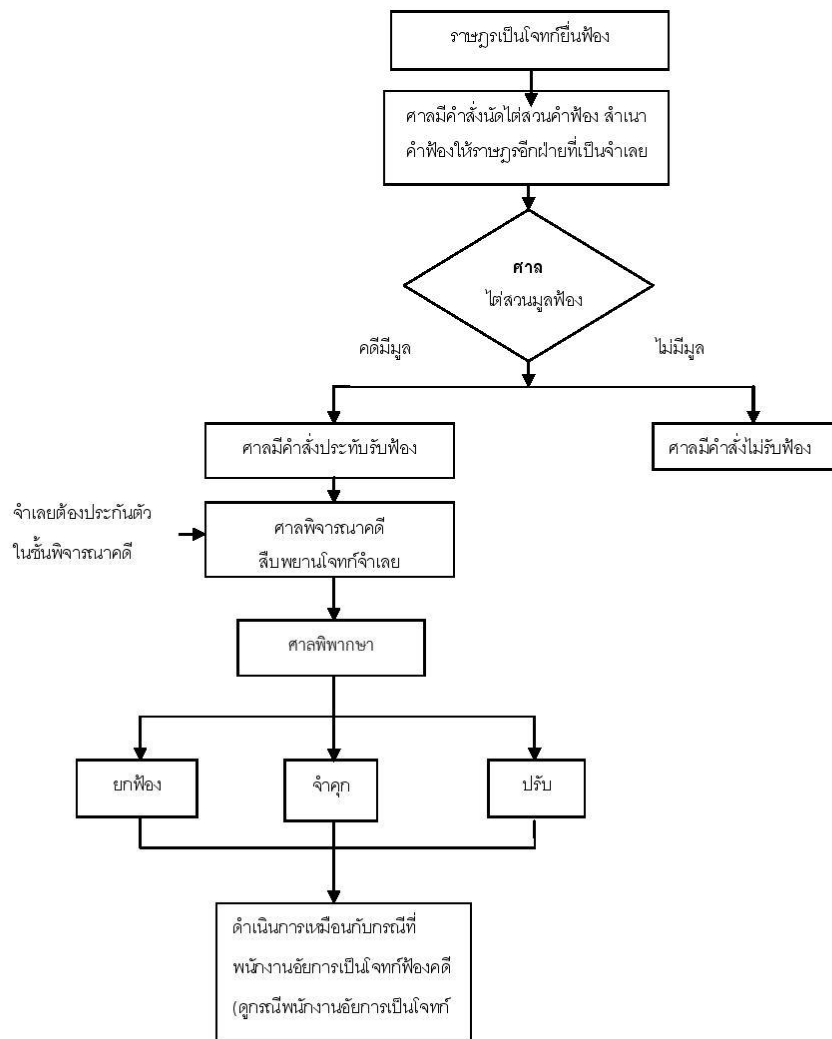 ราษฎรเป็นโจทก์ยื่นฟ้อง
ศาลมีคำสั่งนัดไต่สวนคำฟ้อง สำเนา
คำฟ้องให้ราษฎรอีกฝ่ายที่เป็นจำเลย
ศาล
ไต่สวนมูลฟ้อง
คดีมีมูล
ไม่มีมูล
ศาลมีคำสั่งประทับรับฟ้อง
ศาลมีคำสั่งไม่รับฟ้อง
จำเลยต้องประกันตัว
ในชั้นพิจารณาคดี
ศาลพิจารณาคดี
สืบพยานโจทก์จำเลย
ศาลพิพากษา
ยกฟ้อง
จำคุก
ปรับ
ดำเนินการเหมือนกับกรณีที่
พนักงานอัยการเป็นโจทก์ฟ้องคดี
(ดูกรณีพนักงานอัยการเป็นโจทก์